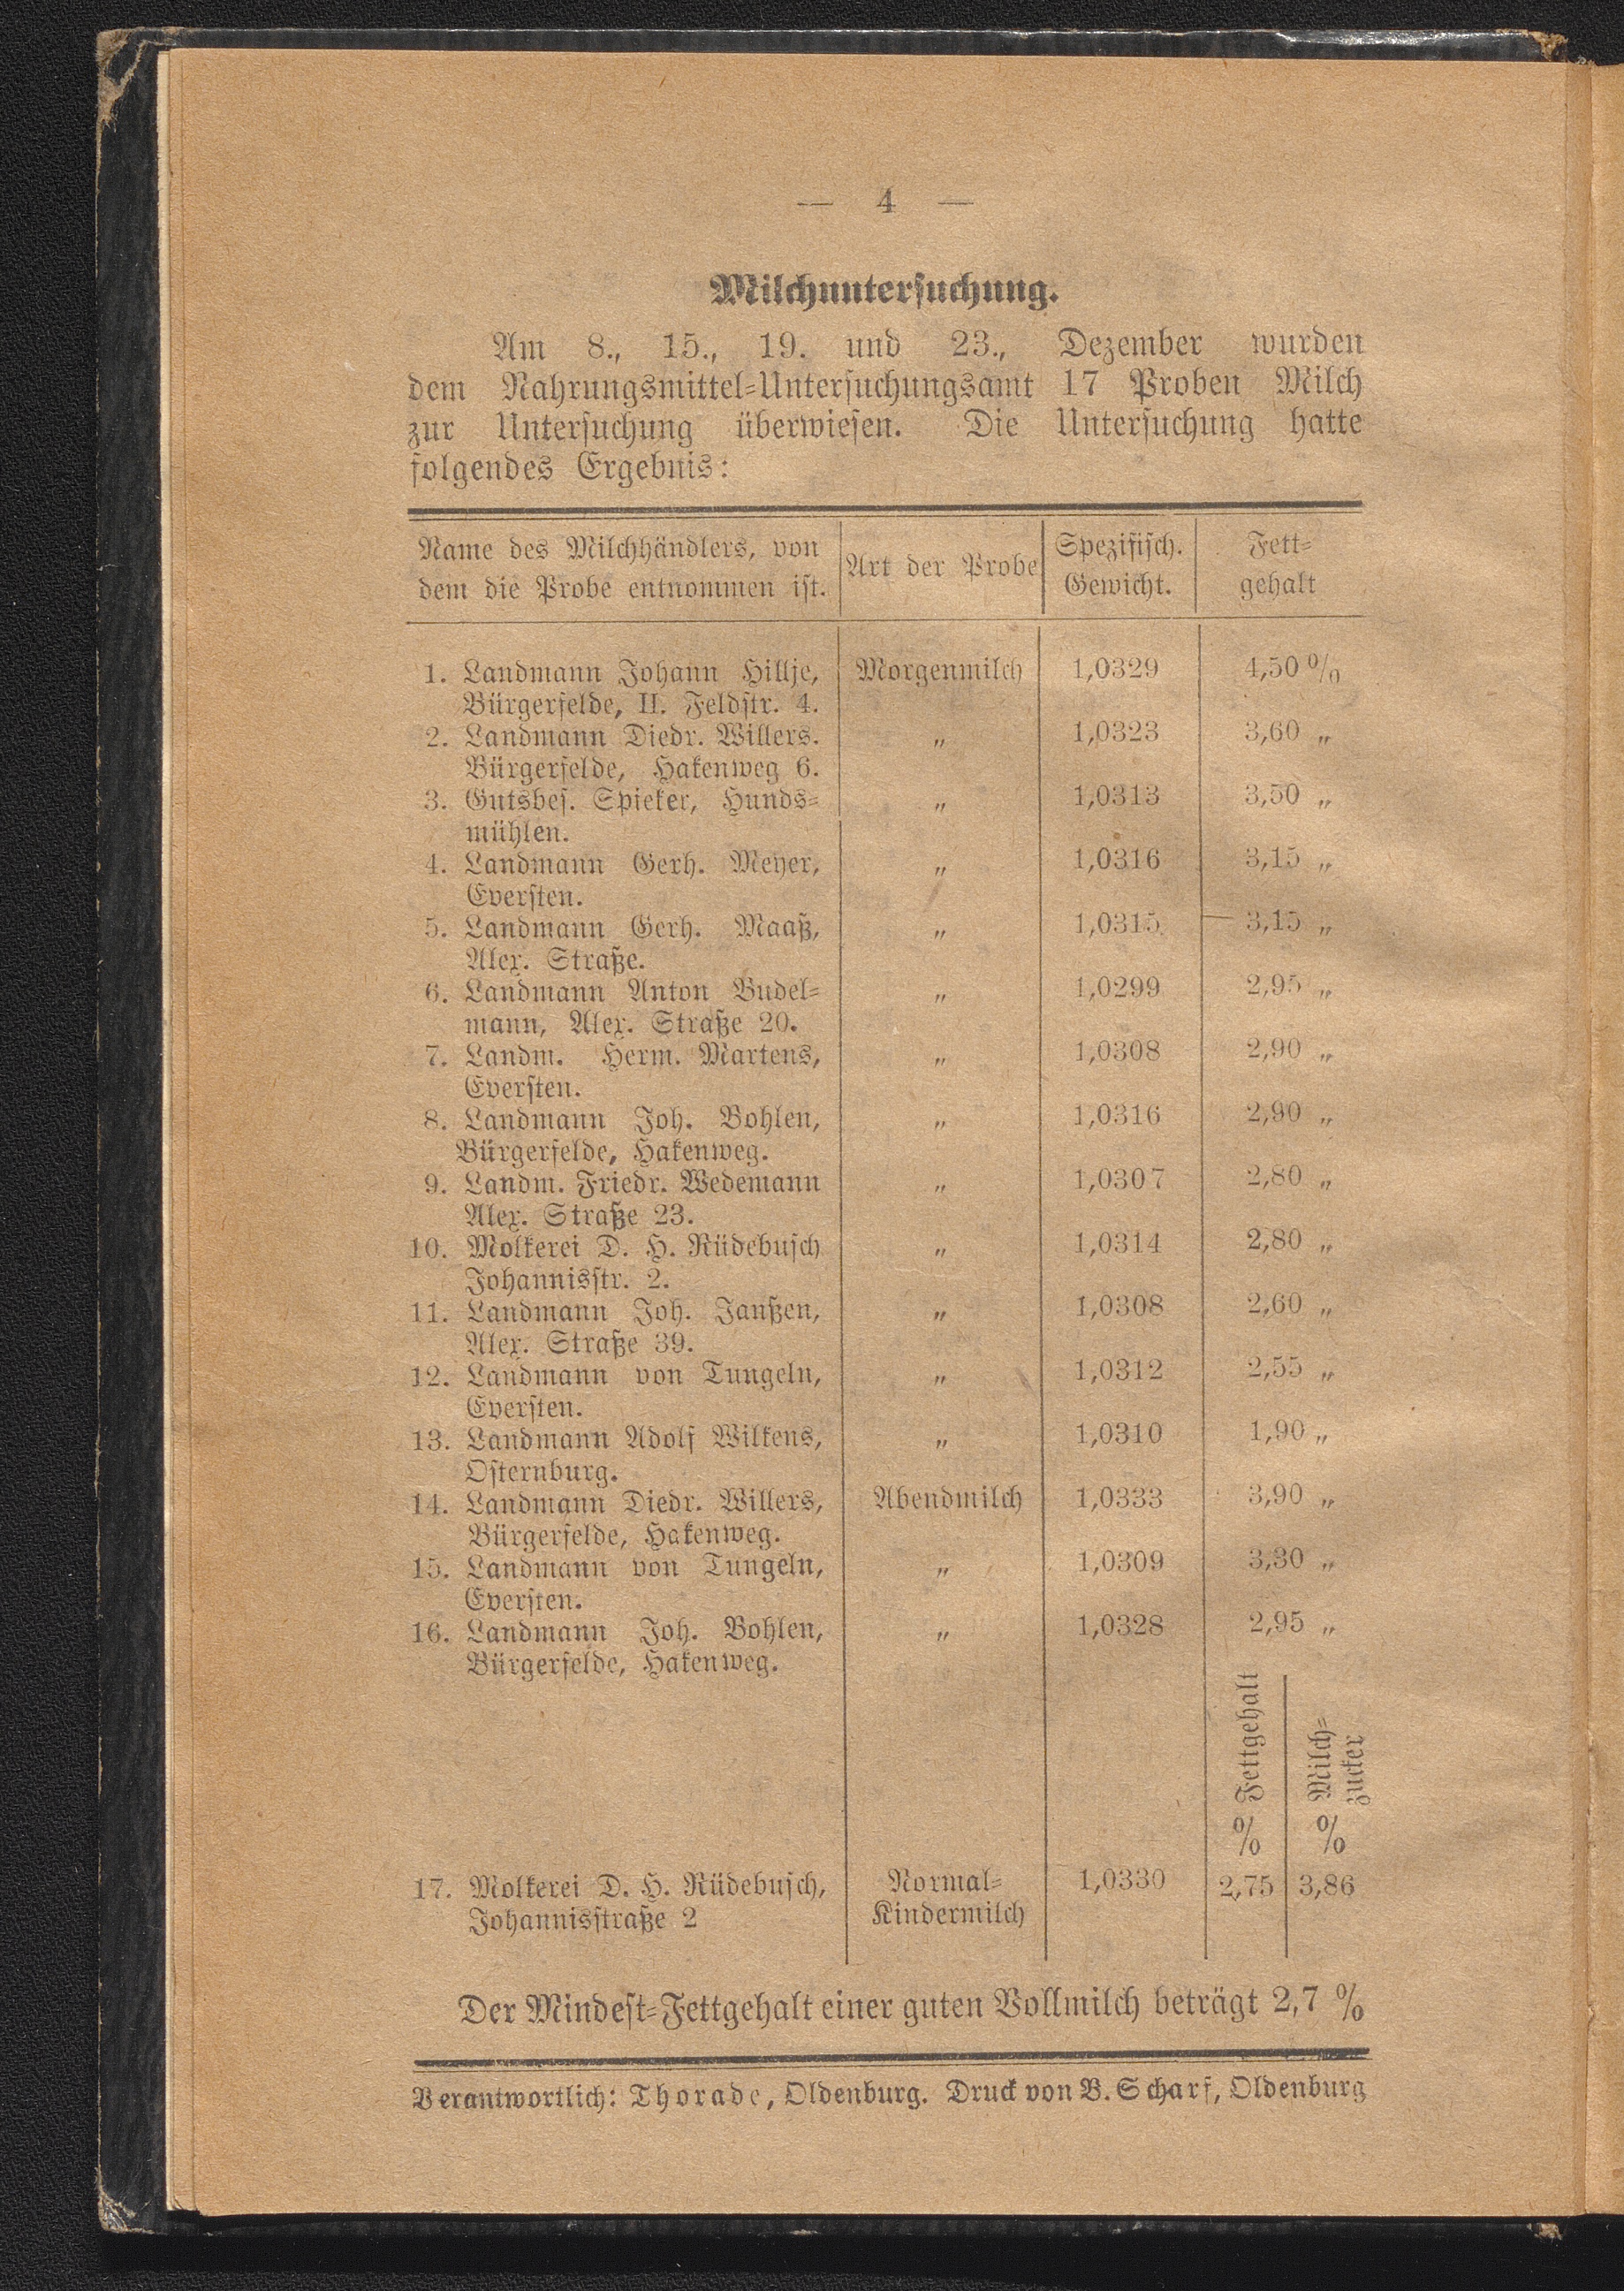 — 4 —
Milchuntersuchung.
Am 8., 15., 19. und 23., Dezember wurden
dem Nahrungsmittel-Untersuchungsamt 17 Proben Milch
zur Untersuchung überwiesen. Die Untersuchung hatte
folgendes Ergebnis:
Name des Milchhändlers, von
dem die Probe entnommen ist.
Art der Probe
Spezifisch.
Gewicht.
Fett-
gehalt
1. Landmann Johann Hillje, Morgenmilch 1,0329 4,50 %
Bürgerfelde, II. Feldstr. 4.
2. Landmann Diedr. Willers. „ 1,0323 3,60 „
Bürgerfelde, Hakenweg 6.
3. Gutsbes. Spieker, Hunds- „ 1,0313 3,50 „
mühlen.
4. Landmann Gerh. Meyer, „ 1,0316 3,15 „
Eversten.
5. Landmann Gerh. Maaß, „ 1,0315 3,15 „
Alex. Straße.
6. Landmann Anton Budel- „ 1,0299 2,95 „
mann, Alex. Straße 20.
7. Landm. Herm. Martens, „ 1,0308 2,90 „
Eversten.
8. Landmann Joh. Bohlen, „ 1,0316 2,90 „
Bürgerfelde, Hakenweg.
9. Landm. Friedr. Wedemann „ 1,0307 2,80 „
Alex. Straße 23.
10. Molkerei D. H. Rüdebusch „ 1,0314 2,80 „
Johannisstr. 2.
11. Landmann Joh. Janßen, „ 1,0308 2,60 „
Alex. Straße 39.
12. Landmann von Tungeln, „ 1,0312 2,55 „
Eversten.
13. Landmann Adolf Wilkens, „ 1,0310 1,90 „
Osternburg.
14. Landmann Diedr. Willers, Abendmilch 1,0333 3,90 „
Bürgerfelde, Hakenweg.
15. Landmann von Tungeln, „ 1,0309 3,30 „
Eversten.
16. Landmann Joh. Bohlen, „ 1,0328 2,95 „
Bürgerfelde, Hakenweg.
Fettgehalt
Milch-
zucker
% %
17. Molkerei D. H. Rüdebusch, Normal- 1,0330 2,75 3,86
Johannisstraße 2 Kindermilch
Der Mindest-Fettgehalt einer guten Vollmilch beträgt 2,7 %
Verantwortlich: Thorade, Oldenburg. Druck von B. Scharf, Oldenburg